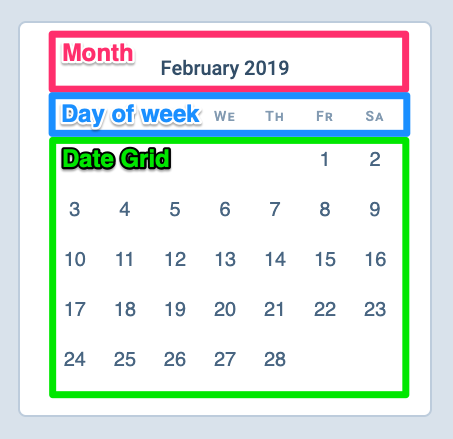 Month
February 2019
Day of week WE TH FR SA
Date Grid 1 2
3 4 5 6 7 8 9
10 11 12 13 14 15 16
17 18 19 20 21 22 23
24 25 26 27 28